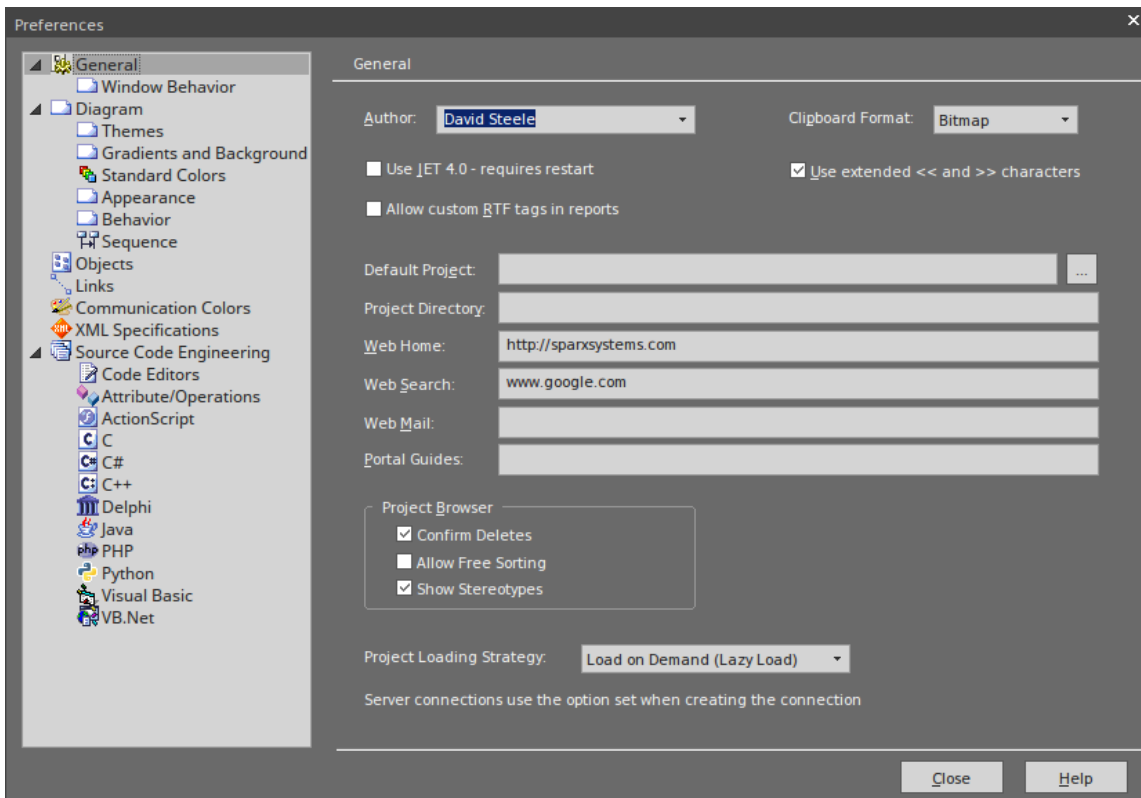 Preferences
General
Window Behavior
Diagram
Themes
Gradients and Background
Standard Colors
Appearance
Behavior
Sequence
Objects
Links
Communication Colors
XML Specifications
Source Code Engineering
Code Editors
Attribute/Operations
ActionScript
C
C#
C++
Delphi
Java
php PHP
Python
Visual Basic
VB.Net
General
Author: David Steele Clipboard Format: Bitmap
Use JET 4.0 - requires restart Use extended << and >> characters
Allow custom RTF tags in reports
Default Project: ...
Project Directory:
Web Home: http://sparxsystems.com
Web Search: www.google.com
Web Mail:
Portal Guides:
Project Browser
Confirm Deletes
Allow Free Sorting
Show Stereotypes
Project Loading Strategy: Load on Demand (Lazy Load)
Server connections use the option set when creating the connection
Close Help